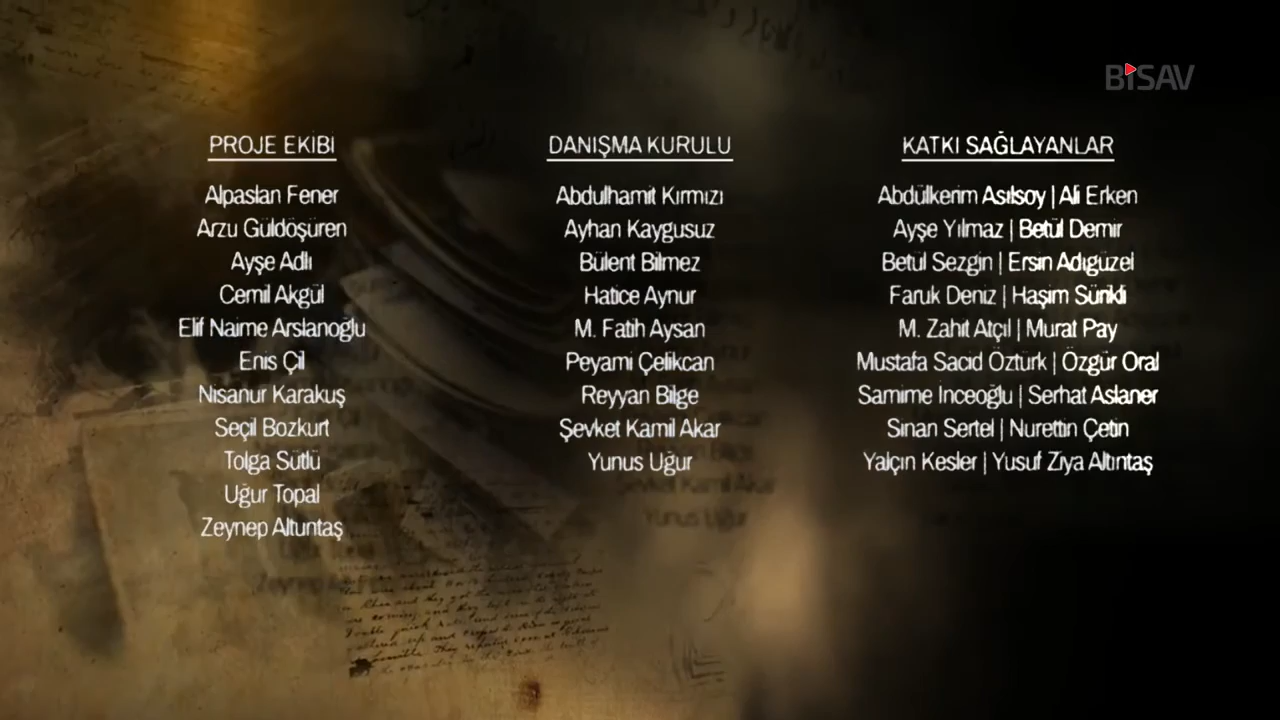 BİSAV
PROJE EKİBİ
Alpaslan Fener
Arzu Güldöşüren
Ayşe Adlı
Cemil Akgül
Elif Naime Arslanoğlu
Enis Çil
Nisanur Karakuş
Seçil Bozkurt
Tolga Sütlü
Uğur Topal
Zeynep Altuntaş
DANIŞMA KURULU
Abdulhamit Kırmızı
Ayhan Kaygusuz
Bülent Bilmez
Hatice Aynur
M. Fatih Aysan
Peyami Çelikcan
Reyyan Bilge
Şevket Kamil Akar
Yunus Uğur
KATKI SAĞLAYANLAR
Abdülkerim Asılsoy | Ali Erken
Ayşe Yılmaz | Betül Demir
Betül Sezgin | Ersin Adıgüzel
Faruk Deniz | Haşim Sürikli
M. Zahit Atçıl | Murat Pay
Mustafa Sacid Öztürk | Özgür Oral
Samime İnceoğlu | Serhat Aslaner
Sinan Sertel | Nurettin Çetin
Yalçın Kesler | Yusuf Ziya Altıntaş